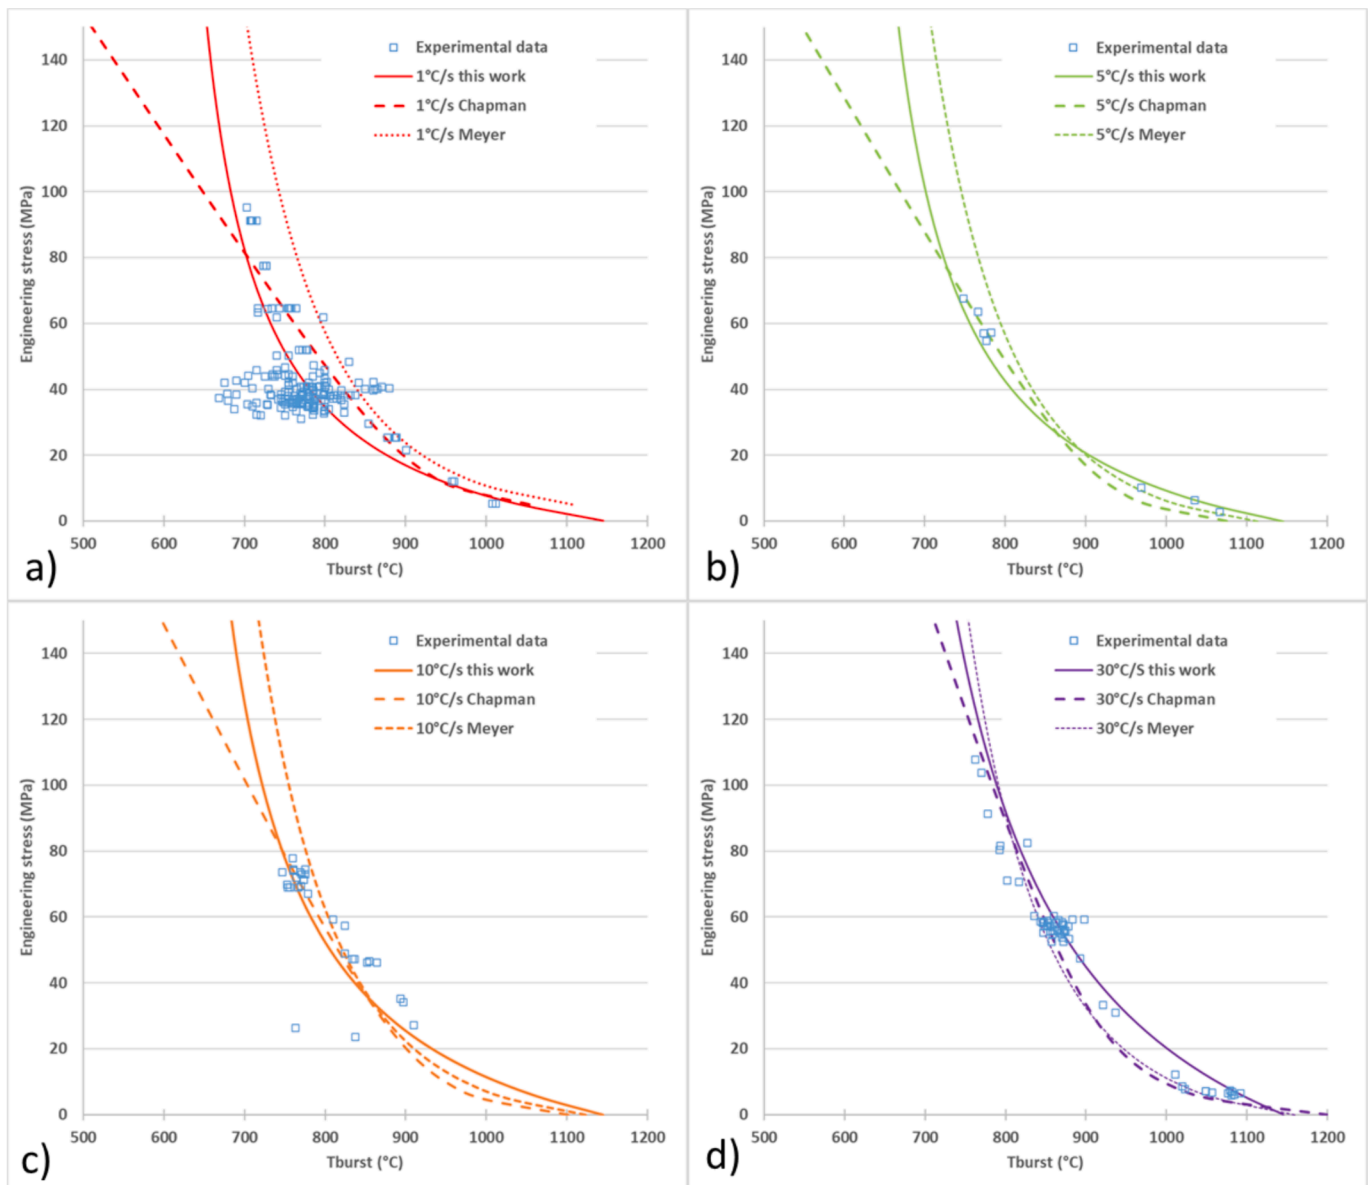 140
120
100
80
60
40
20
0
Engineering stress (MPa)
Experimental data
1°C/s this work
1°C/s Chapman
1°C/s Meyer
500 600 700 800 900 1000 1100 1200
Tburst (°C)
a)
140
120
100
80
60
40
20
0
Engineering stress (MPa)
Experimental data
5°C/s this work
5°C/s Chapman
5°C/s Meyer
500 600 700 800 900 1000 1100 1200
Tburst (°C)
b)
140
120
100
80
60
40
20
0
Engineering stress (MPa)
Experimental data
10°C/s this work
10°C/s Chapman
10°C/s Meyer
500 600 700 800 900 1000 1100 1200
Tburst (°C)
c)
140
120
100
80
60
40
20
0
Engineering stress (MPa)
Experimental data
30°C/S this work
30°C/s Chapman
30°C/s Meyer
500 600 700 800 900 1000 1100 1200
Tburst (°C)
d)